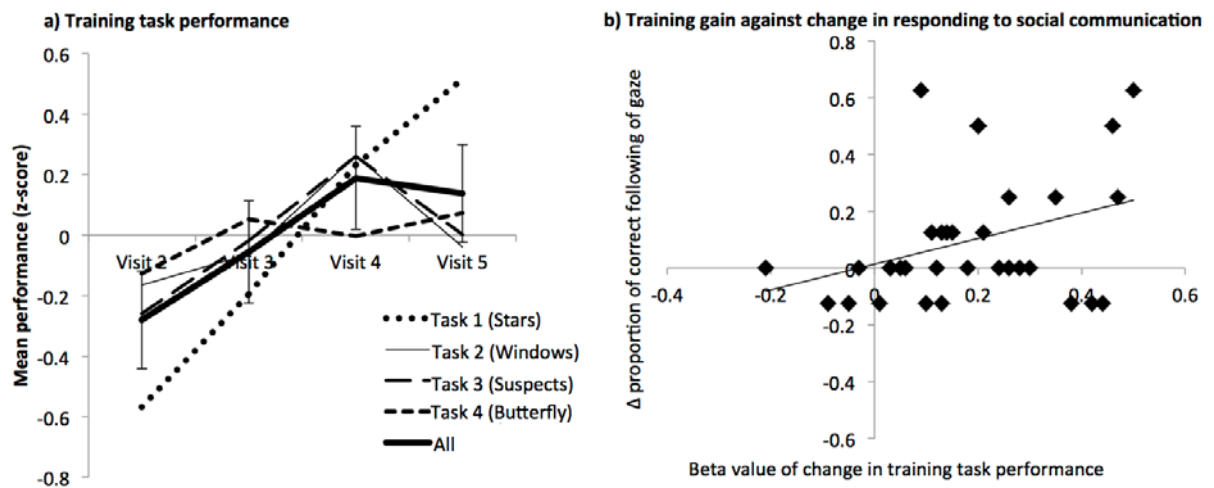 a) Training task performance
0.6
0.4
0.2
0
-0.2
-0.4
-0.6
-0.8
Mean performance (z-score)
Visit 2
Visit 3
Visit 4
Visit 5
Task 1 (Stars)
Task 2 (Windows)
Task 3 (Suspects)
Task 4 (Butterfly)
All
b) Training gain against change in responding to social communication
0.8
0.6
0.4
0.2
0
-0.2
-0.4
-0.6
Δ proportion of correct following of gaze
-0.4
-0.2
0
0.2
0.4
0.6
Beta value of change in training task performance